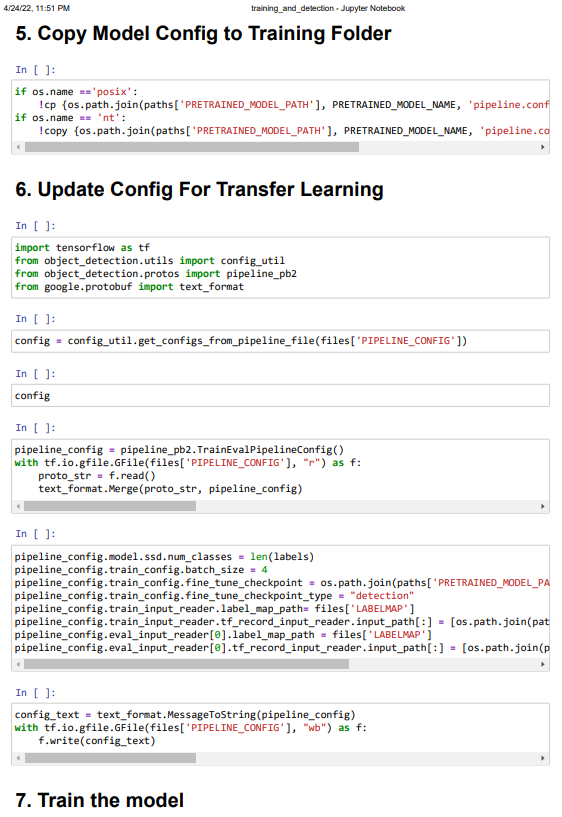 4/24/22, 11:51 PM training_and_detection - Jupyter Notebook
5. Copy Model Config to Training Folder
In [ ]:
if os.name =='posix':
    !cp {os.path.join(paths['PRETRAINED_MODEL_PATH'], PRETRAINED_MODEL_NAME, 'pipeline.conf
if os.name == 'nt':
    !copy {os.path.join(paths['PRETRAINED_MODEL_PATH'], PRETRAINED_MODEL_NAME, 'pipeline.co
6. Update Config For Transfer Learning
In [ ]:
import tensorflow as tf
from object_detection.utils import config_util
from object_detection.protos import pipeline_pb2
from google.protobuf import text_format
In [ ]:
config = config_util.get_configs_from_pipeline_file(files['PIPELINE_CONFIG'])
In [ ]:
config
In [ ]:
pipeline_config = pipeline_pb2.TrainEvalPipelineConfig()
with tf.io.gfile.GFile(files['PIPELINE_CONFIG'], "r") as f:
    proto_str = f.read()
    text_format.Merge(proto_str, pipeline_config)
In [ ]:
pipeline_config.model.ssd.num_classes = len(labels)
pipeline_config.train_config.batch_size = 4
pipeline_config.train_config.fine_tune_checkpoint = os.path.join(paths['PRETRAINED_MODEL_PA
pipeline_config.train_config.fine_tune_checkpoint_type = "detection"
pipeline_config.train_input_reader.label_map_path= files['LABELMAP']
pipeline_config.train_input_reader.tf_record_input_reader.input_path[:] = [os.path.join(pat
pipeline_config.eval_input_reader[0].label_map_path = files['LABELMAP']
pipeline_config.eval_input_reader[0].tf_record_input_reader.input_path[:] = [os.path.join(p
In [ ]:
config_text = text_format.MessageToString(pipeline_config)
with tf.io.gfile.GFile(files['PIPELINE_CONFIG'], "wb") as f:
    f.write(config_text)
7. Train the model